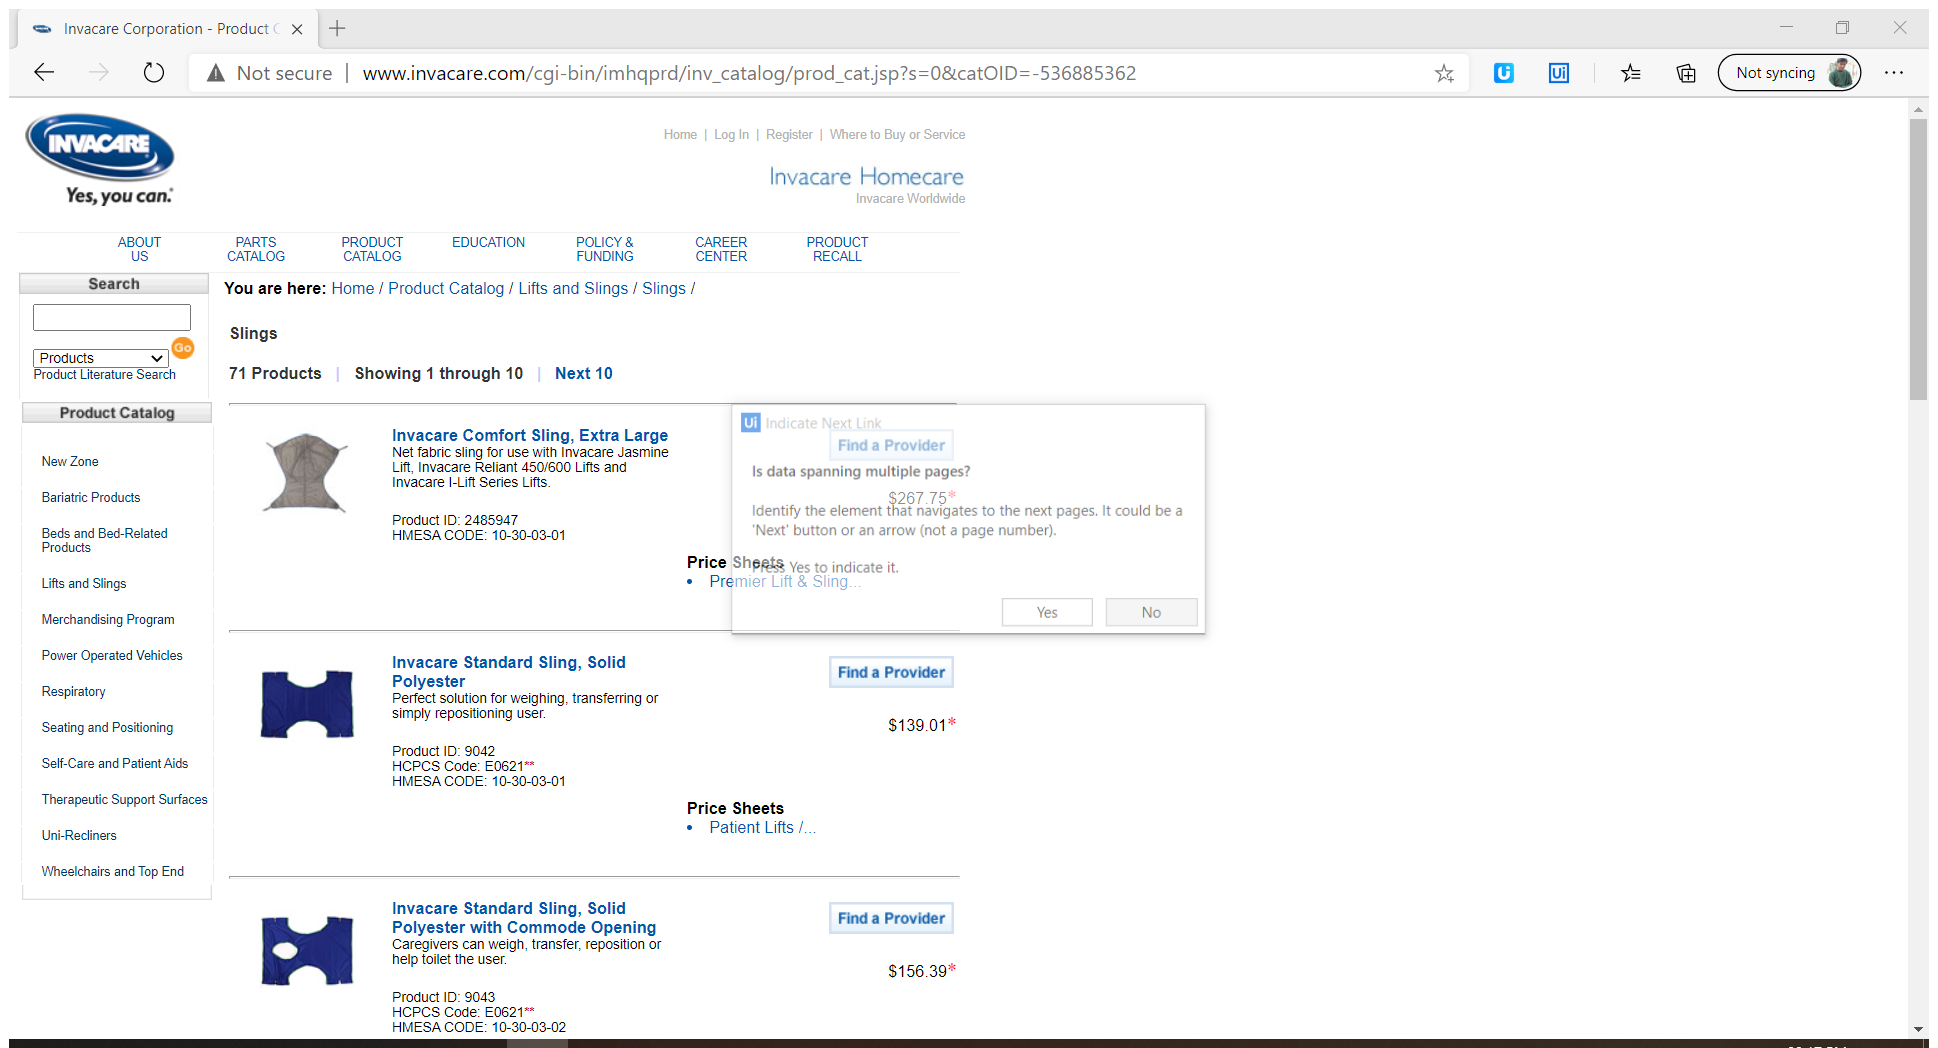 Invacare Corporation - Product C
Not secure | www.invacare.com/cgi-bin/imhqprd/inv_catalog/prod_cat.jsp?s=0&catOID=-536885362
Ui
Not syncing
INVACARE
Yes, you can.
Home | Log In | Register | Where to Buy or Service
Invacare Homecare
Invacare Worldwide
ABOUT US
PARTS CATALOG
PRODUCT CATALOG
EDUCATION
POLICY & FUNDING
CAREER CENTER
PRODUCT RECALL
Search
Products
Go
Product Literature Search
Product Catalog
New Zone
Bariatric Products
Beds and Bed-Related
Products
Lifts and Slings
Merchandising Program
Power Operated Vehicles
Respiratory
Seating and Positioning
Self-Care and Patient Aids
Therapeutic Support Surfaces
Uni-Recliners
Wheelchairs and Top End
You are here: Home / Product Catalog / Lifts and Slings / Slings /
Slings
71 Products | Showing 1 through 10 | Next 10
Invacare Comfort Sling, Extra Large
Net fabric sling for use with Invacare Jasmine
Lift, Invacare Reliant 450/600 Lifts and
Invacare I-Lift Series Lifts.
Product ID: 2485947
HMESA CODE: 10-30-03-01
Find a Provider
$267.75*
Price Sheets
• Premier Lift & Sling...
Ui Indicate Next Link
Is data spanning multiple pages?
Identify the element that navigates to the next pages. It could be a
'Next' button or an arrow (not a page number).
Press Yes to indicate it.
Yes
No
Invacare Standard Sling, Solid
Polyester
Perfect solution for weighing, transferring or
simply repositioning user.
Product ID: 9042
HCPCS Code: E0621**
HMESA CODE: 10-30-03-01
Find a Provider
$139.01*
Price Sheets
• Patient Lifts /...
Invacare Standard Sling, Solid
Polyester with Commode Opening
Caregivers can weigh, transfer, reposition or
help toilet the user.
Product ID: 9043
HCPCS Code: E0621**
HMESA CODE: 10-30-03-02
Find a Provider
$156.39*